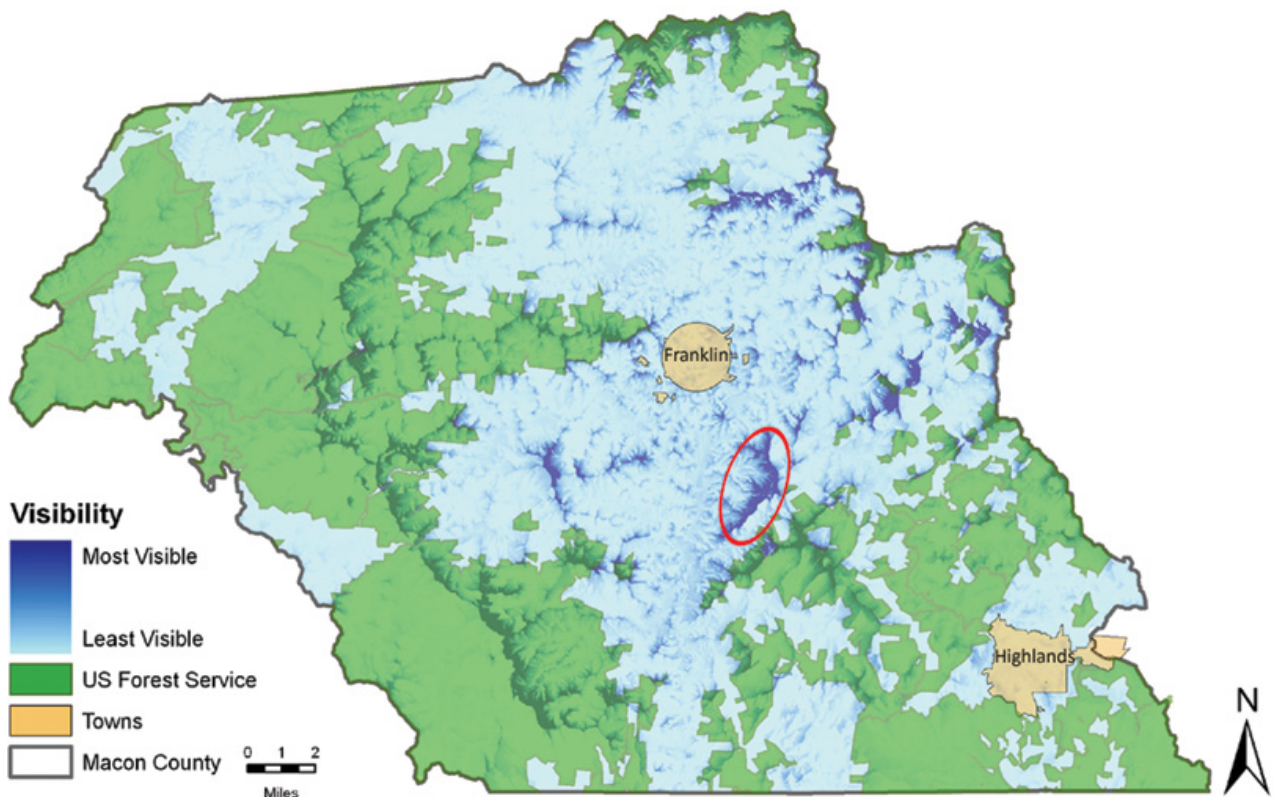 Franklin
Highlands
Visibility
Most Visible
Least Visible
US Forest Service
Towns
Macon County
0 1 2
Miles
N